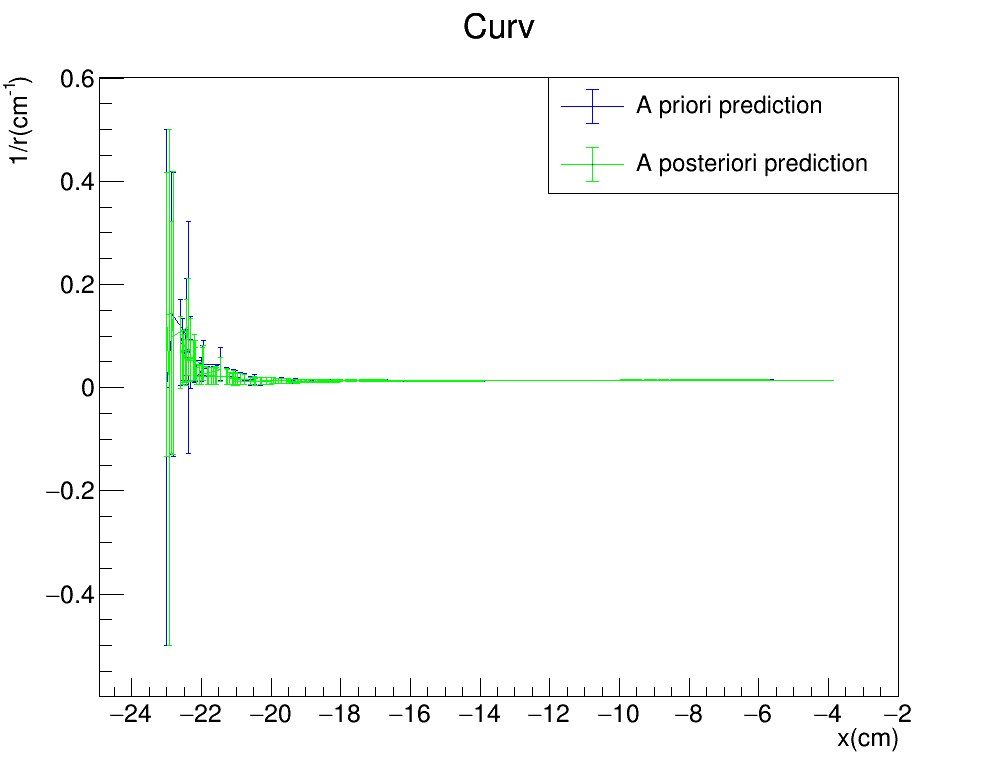 Curv
1/r(cm⁻¹)
A priori prediction
A posteriori prediction
0.6
0.4
0.2
0
−0.2
−0.4
−24 −22 −20 −18 −16 −14 −12 −10 −8 −6 −4 −2
x(cm)